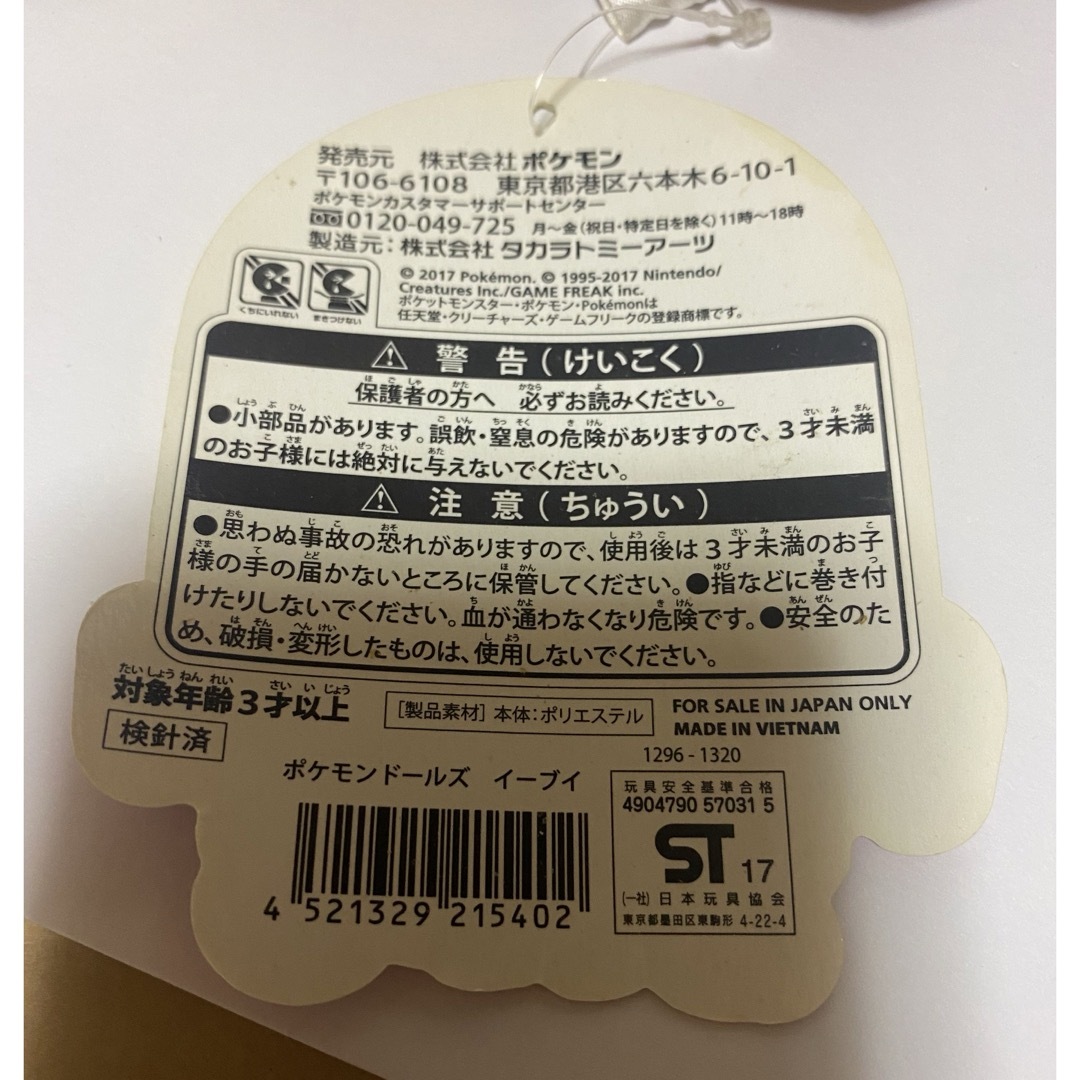 発売元 株式会社 ポケモン
〒106-6108 東京都港区六本木6-10-1
ポケモンカスタマーサポートセンター
0120-049-725 月～金(祝日・特定日を除く)11時～18時
製造元：株式会社 タカラトミーアーツ
© 2017 Pokémon. © 1995-2017 Nintendo/
Creatures Inc./GAME FREAK inc.
ポケットモンスター・ポケモン・Pokémonは
任天堂・クリーチャーズ・ゲームフリークの登録商標です。
くちにいれない まきつけない
⚠ 警告(けいこく)
保護者の方へ 必ずお読みください。
●小部品があります。誤飲・窒息の危険がありますので、3才未満
のお子様には絶対に与えないでください。
⚠ 注意(ちゅうい)
●思わぬ事故の恐れがありますので、使用後は3才未満のお子
様の手の届かないところに保管してください。●指などに巻き付
けたりしないでください。血が通わなくなり危険です。●安全のた
め、破損・変形したものは、使用しないでください。
対象年齢3才以上
検針済
[製品素材]本体：ポリエステル
FOR SALE IN JAPAN ONLY
MADE IN VIETNAM
1296-1320
ポケモンドールズ イーブイ
4 521329 215402
玩具安全基準合格
4904790 57031 5
ST 17
(一社)日本玩具協会
東京都墨田区東駒形 4-22-4